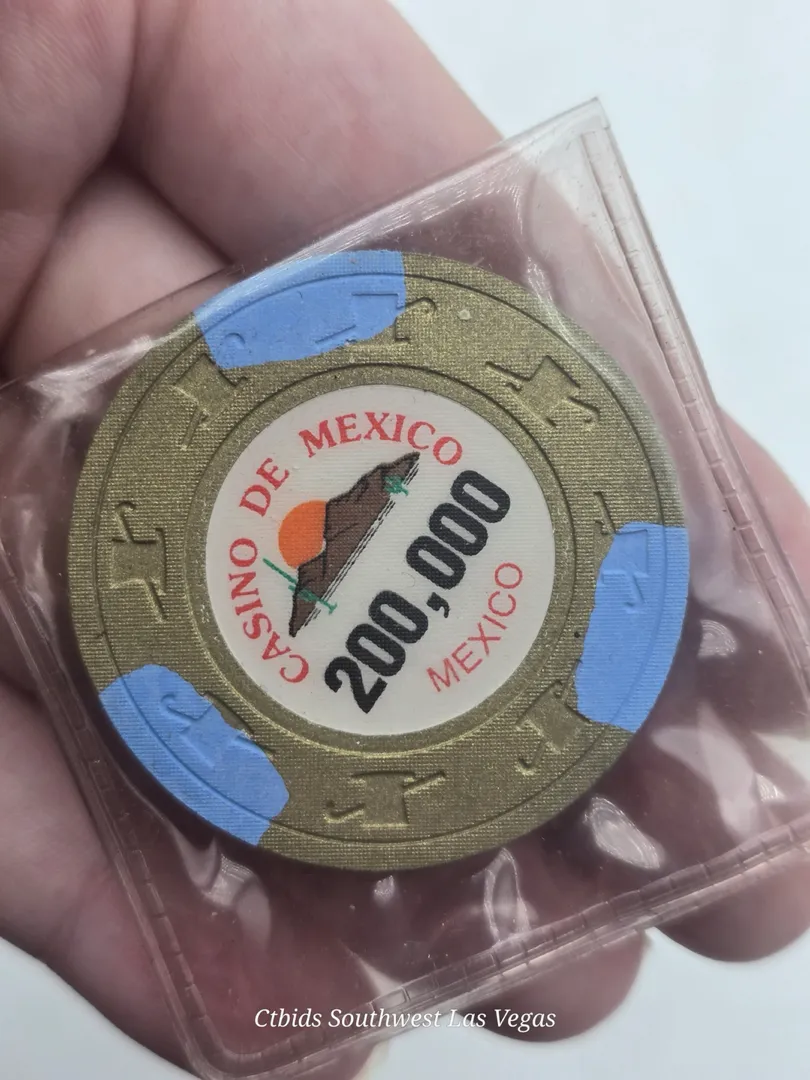 CASINO DE MEXICO
200,000
MEXICO
Ctbids Southwest Las Vegas